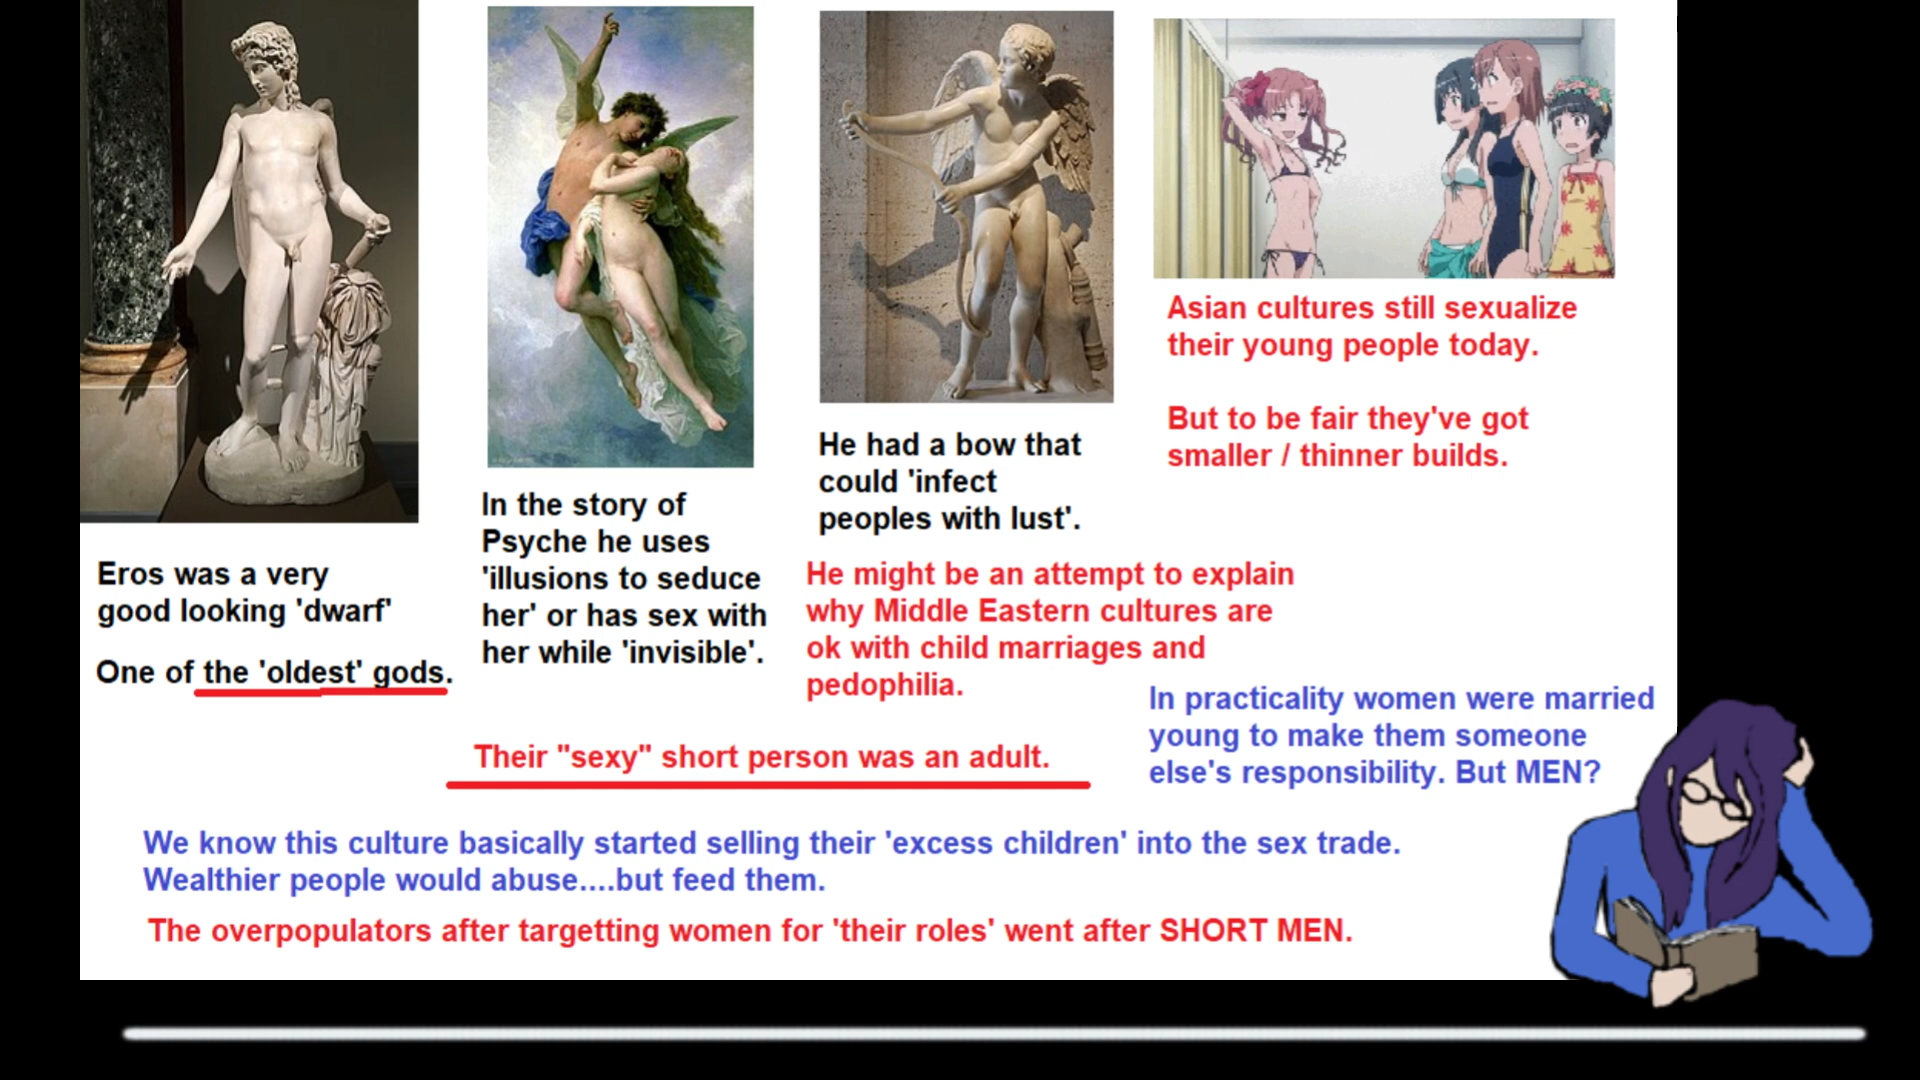 Eros was a very
good looking 'dwarf'
One of the 'oldest' gods.
In the story of
Psyche he uses
'illusions to seduce
her' or has sex with
her while 'invisible'.
He had a bow that
could 'infect
peoples with lust'.
He might be an attempt to explain
why Middle Eastern cultures are
ok with child marriages and
pedophilia.
Asian cultures still sexualize
their young people today.
But to be fair they've got
smaller / thinner builds.
Their "sexy" short person was an adult.
In practicality women were married
young to make them someone
else's responsibility. But MEN?
We know this culture basically started selling their 'excess children' into the sex trade.
Wealthier people would abuse....but feed them.
The overpopulators after targetting women for 'their roles' went after SHORT MEN.